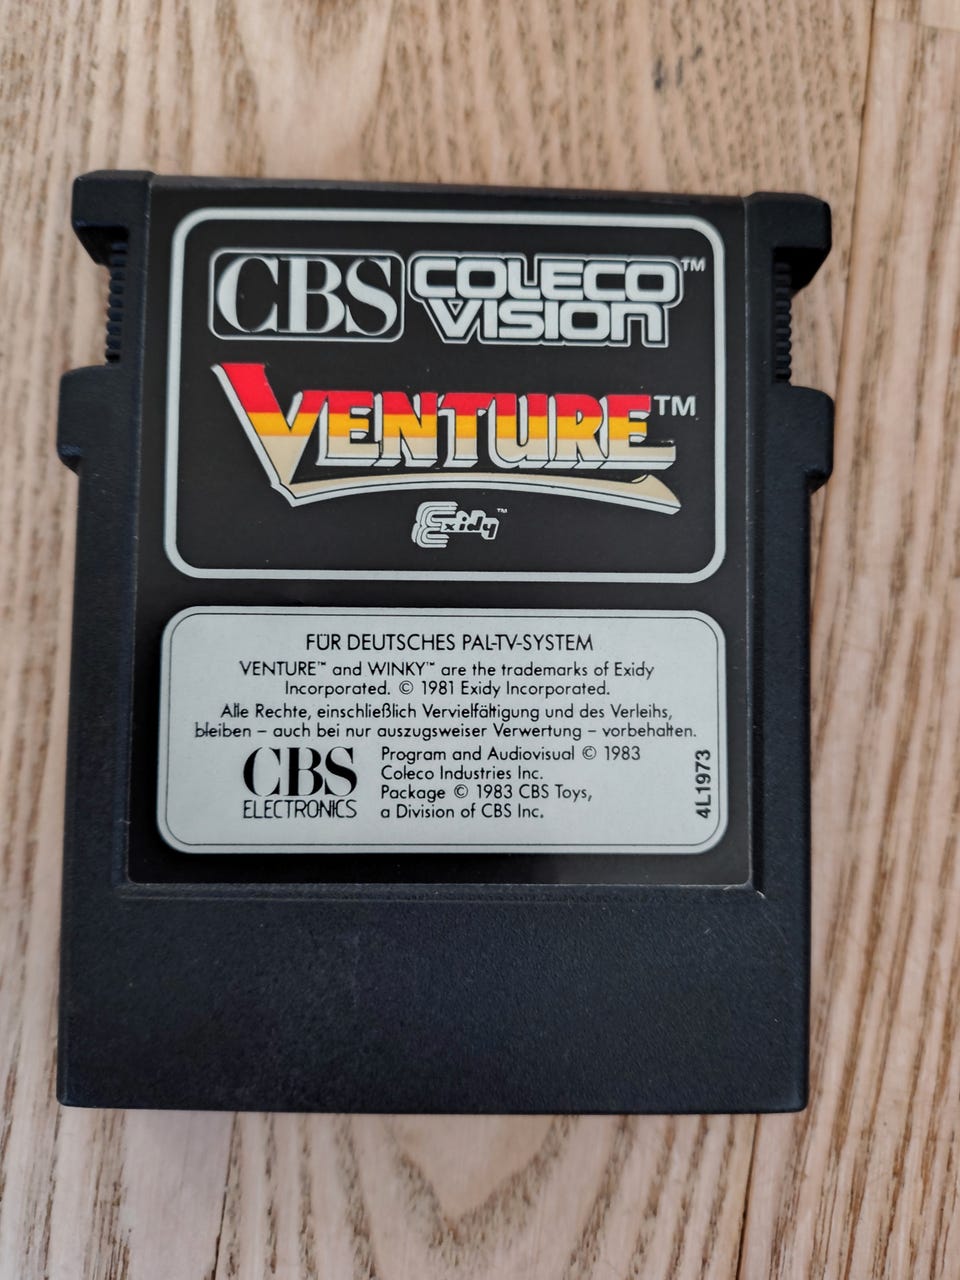 CBS COLECO VISION™
VENTURE™
Exidy™
FÜR DEUTSCHES PAL-TV-SYSTEM
VENTURE™ and WINKY™ are the trademarks of Exidy
Incorporated. © 1981 Exidy Incorporated.
Alle Rechte, einschließlich Vervielfältigung und des Verleihs,
bleiben – auch bei nur auszugsweiser Verwertung – vorbehalten.
CBS
ELECTRONICS
Program and Audiovisual © 1983
Coleco Industries Inc.
Package © 1983 CBS Toys,
a Division of CBS Inc.
4L1973